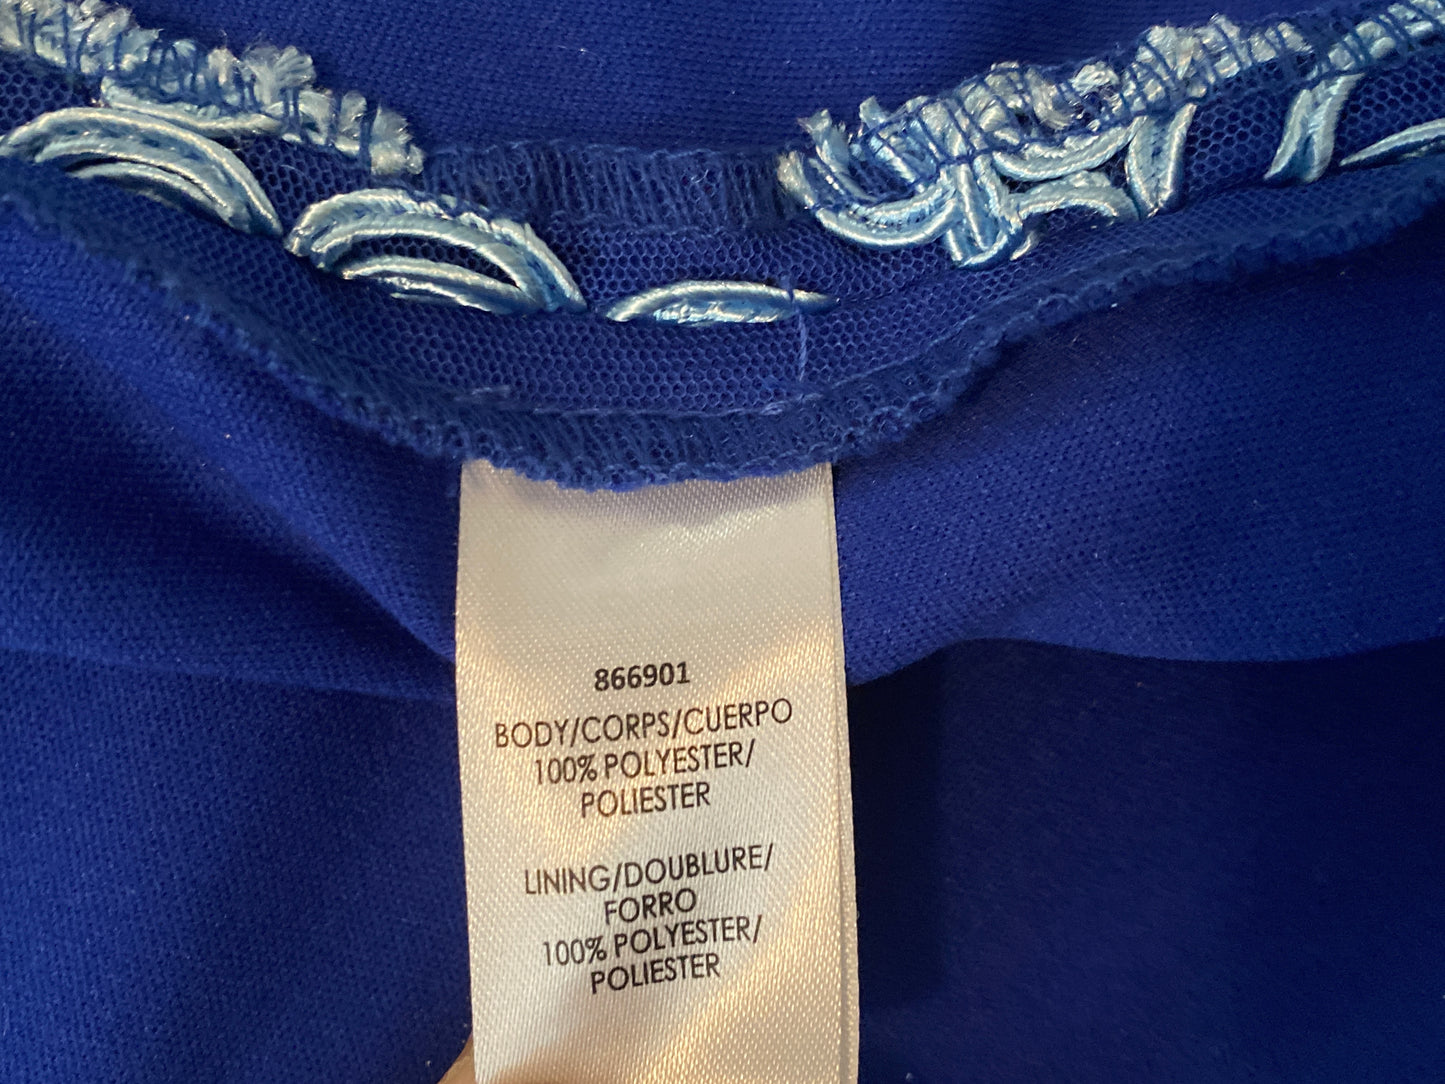 866901
BODY/CORPS/CUERPO
100% POLYESTER/
POLIESTER
LINING/DOUBLURE/
FORRO
100% POLYESTER/
POLIESTER